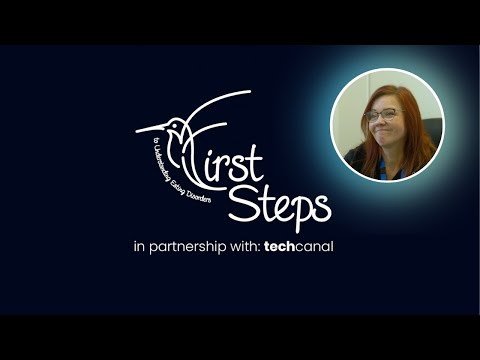 First
Steps
to Understanding Eating Disorders
in partnership with: techcanal